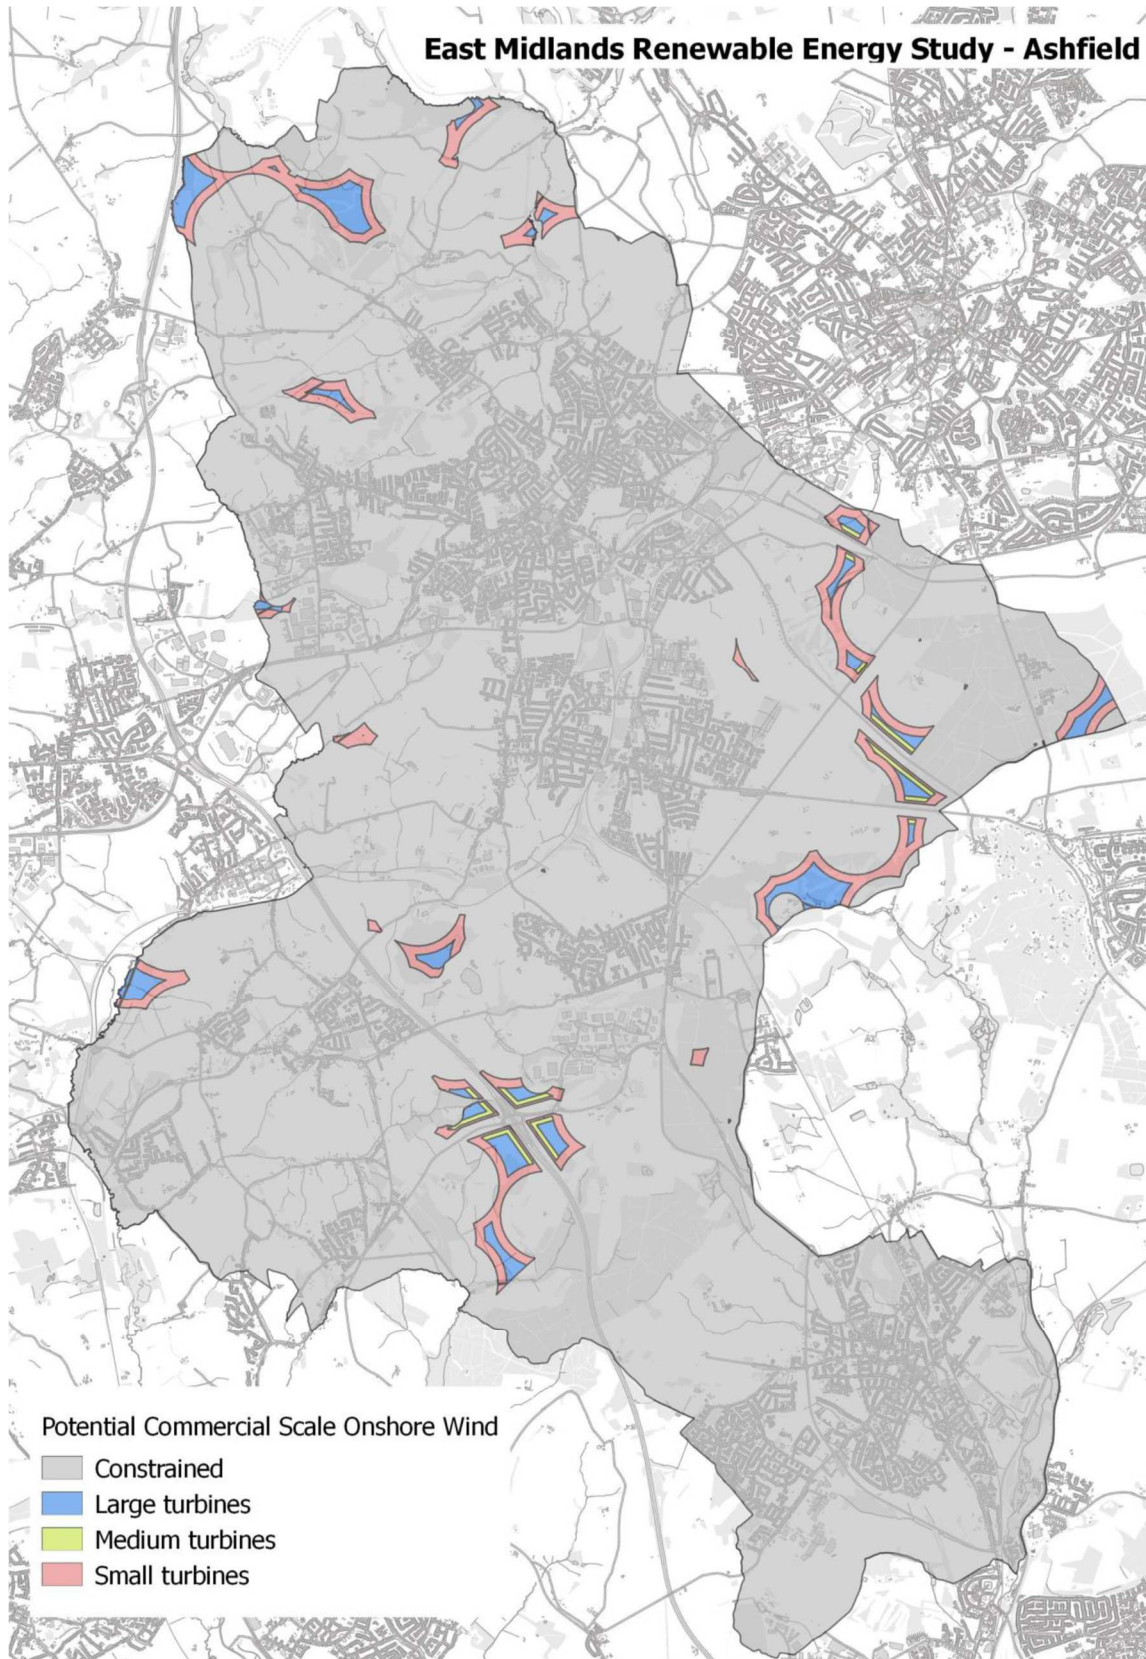 East Midlands Renewable Energy Study - Ashfield
Potential Commercial Scale Onshore Wind
Constrained
Large turbines
Medium turbines
Small turbines